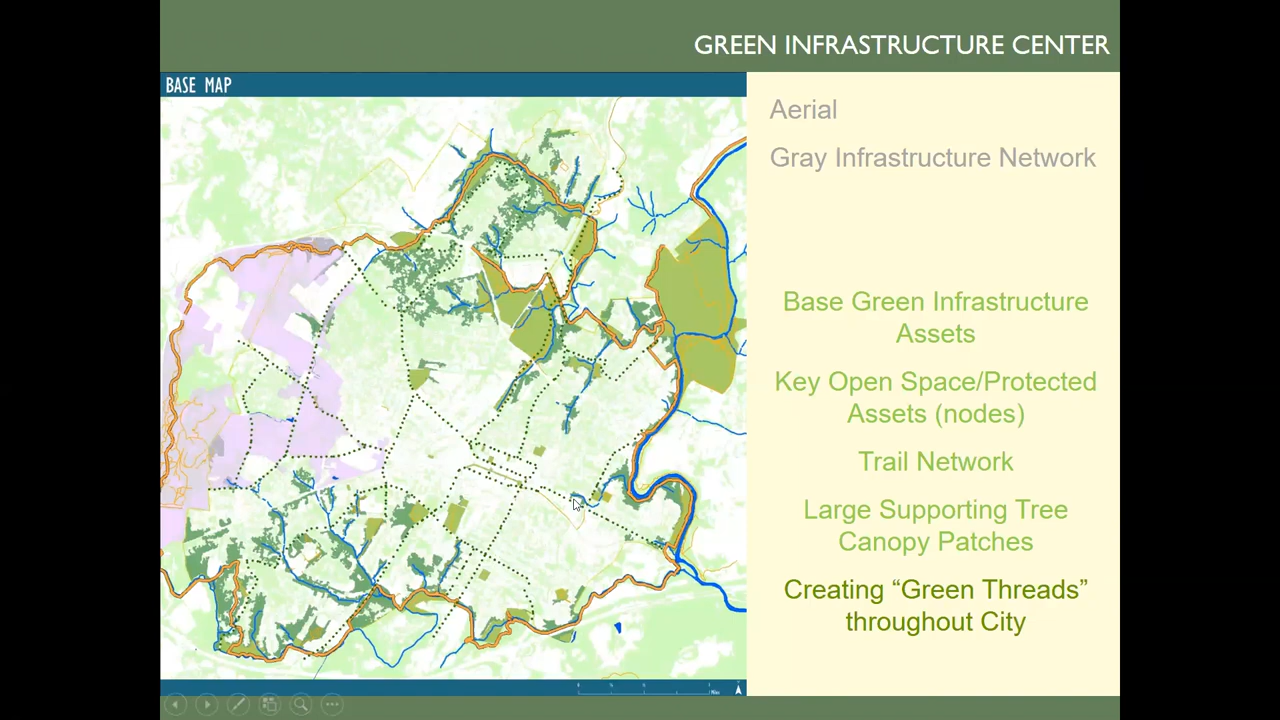 GREEN INFRASTRUCTURE CENTER
BASE MAP
Aerial
Gray Infrastructure Network
Base Green Infrastructure
Assets
Key Open Space/Protected
Assets (nodes)
Trail Network
Large Supporting Tree
Canopy Patches
Creating “Green Threads”
throughout City
Miles